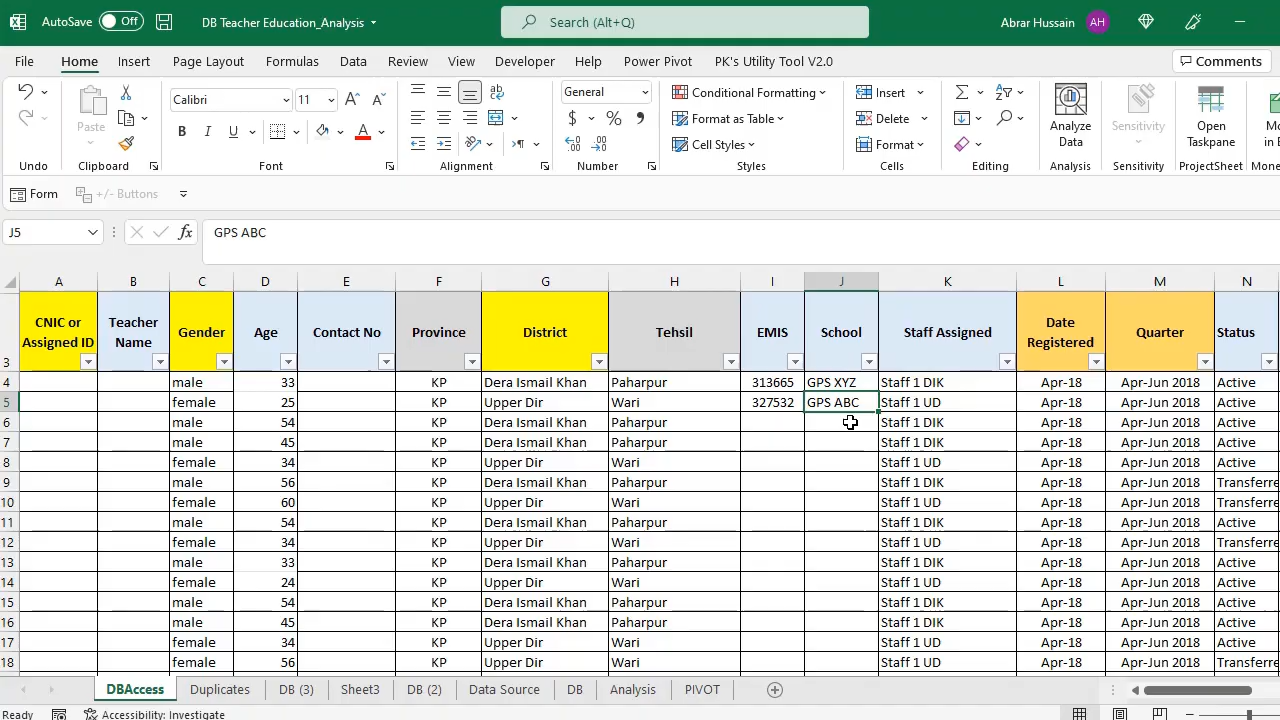 AutoSave Off DB Teacher Education_Analysis Search (Alt+Q) Abrar Hussain AH
File Home Insert Page Layout Formulas Data Review View Developer Help Power Pivot PK's Utility Tool V2.0 Comments
Calibri 11 General Conditional Formatting Insert
Paste Format as Table Delete Analyze Data Sensitivity Open Taskpane
Cell Styles Format
Undo Clipboard Font Alignment Number Styles Cells Editing Analysis Sensitivity ProjectSheet
Form +/- Buttons
J5 fx GPS ABC
A B C D E F G H I J K L M N
3 CNIC or Assigned ID Teacher Name Gender Age Contact No Province District Tehsil EMIS School Staff Assigned Date Registered Quarter Status
4 male 33 KP Dera Ismail Khan Paharpur 313665 GPS XYZ Staff 1 DIK Apr-18 Apr-Jun 2018 Active
5 female 25 KP Upper Dir Wari 327532 GPS ABC Staff 1 UD Apr-18 Apr-Jun 2018 Active
6 male 54 KP Dera Ismail Khan Paharpur Staff 1 DIK Apr-18 Apr-Jun 2018 Active
7 male 45 KP Dera Ismail Khan Paharpur Staff 1 DIK Apr-18 Apr-Jun 2018 Active
8 female 34 KP Upper Dir Wari Staff 1 UD Apr-18 Apr-Jun 2018 Active
9 male 56 KP Dera Ismail Khan Paharpur Staff 1 DIK Apr-18 Apr-Jun 2018 Transferre
10 female 60 KP Upper Dir Wari Staff 1 UD Apr-18 Apr-Jun 2018 Transferre
11 male 54 KP Dera Ismail Khan Paharpur Staff 1 DIK Apr-18 Apr-Jun 2018 Active
12 female 34 KP Upper Dir Wari Staff 1 UD Apr-18 Apr-Jun 2018 Transferre
13 male 33 KP Dera Ismail Khan Paharpur Staff 1 DIK Apr-18 Apr-Jun 2018 Active
14 female 24 KP Upper Dir Wari Staff 1 UD Apr-18 Apr-Jun 2018 Active
15 male 54 KP Dera Ismail Khan Paharpur Staff 1 DIK Apr-18 Apr-Jun 2018 Active
16 male 45 KP Dera Ismail Khan Paharpur Staff 1 DIK Apr-18 Apr-Jun 2018 Active
17 female 34 KP Upper Dir Wari Staff 1 UD Apr-18 Apr-Jun 2018 Active
18 female 56 KP Upper Dir Wari Staff 1 UD Apr-18 Apr-Jun 2018 Active
DBAccess Duplicates DB (3) Sheet3 DB (2) Data Source DB Analysis PIVOT
Ready Accessibility: Investigate